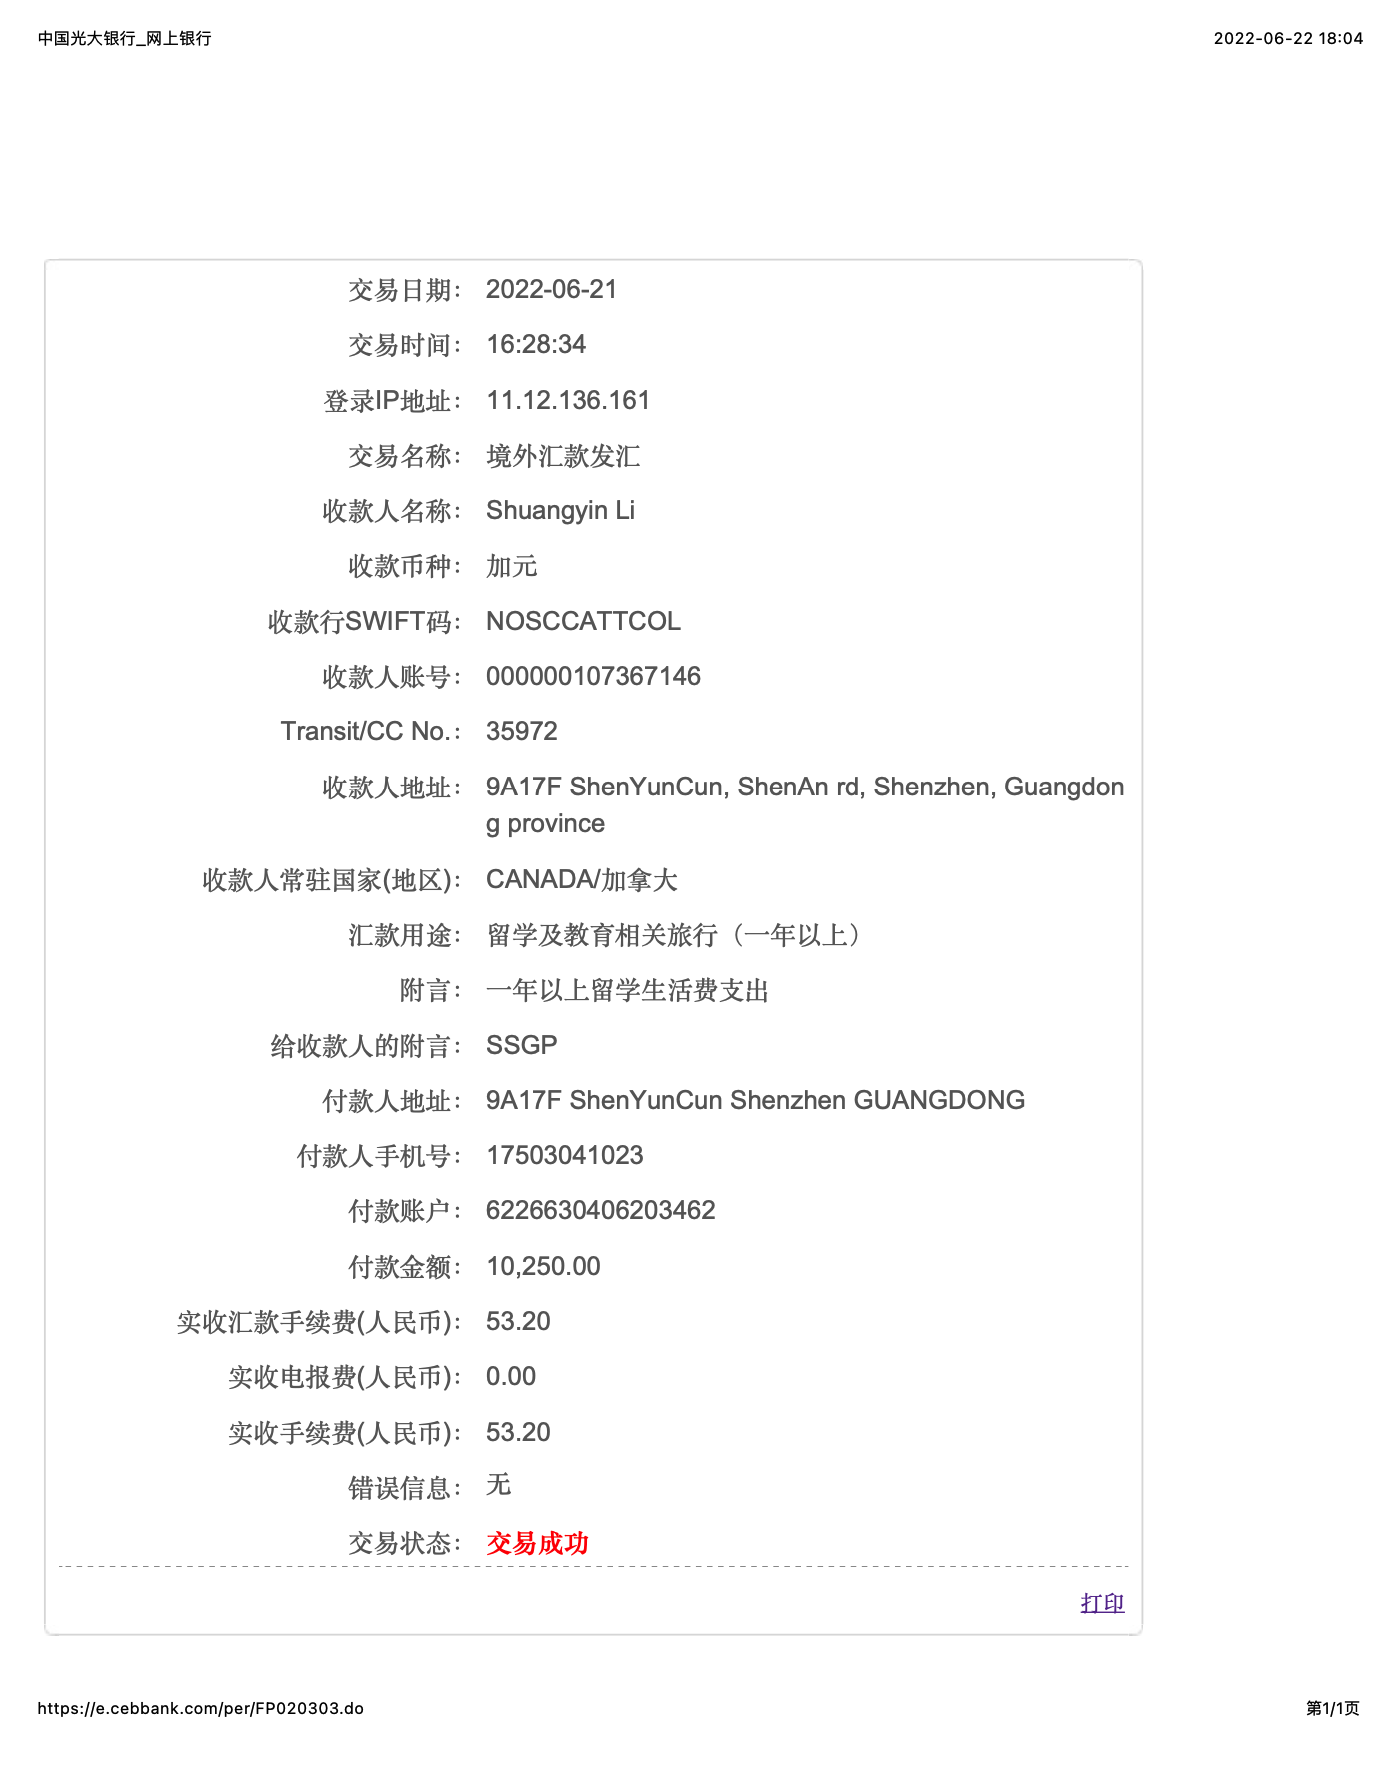 中国光大银行_网上银行 2022-06-22 18:04
交易日期： 2022-06-21
交易时间： 16:28:34
登录IP地址： 11.12.136.161
交易名称： 境外汇款发汇
收款人名称： Shuangyin Li
收款币种： 加元
收款行SWIFT码： NOSCCATTCOL
收款人账号： 000000107367146
Transit/CC No.： 35972
收款人地址： 9A17F ShenYunCun, ShenAn rd, Shenzhen, Guangdon
g province
收款人常驻国家(地区)： CANADA/加拿大
汇款用途： 留学及教育相关旅行（一年以上）
附言： 一年以上留学生活费支出
给收款人的附言： SSGP
付款人地址： 9A17F ShenYunCun Shenzhen GUANGDONG
付款人手机号： 17503041023
付款账户： 6226630406203462
付款金额： 10,250.00
实收汇款手续费(人民币)： 53.20
实收电报费(人民币)： 0.00
实收手续费(人民币)： 53.20
错误信息： 无
交易状态： 交易成功
打印
https://e.cebbank.com/per/FP020303.do 第1/1页